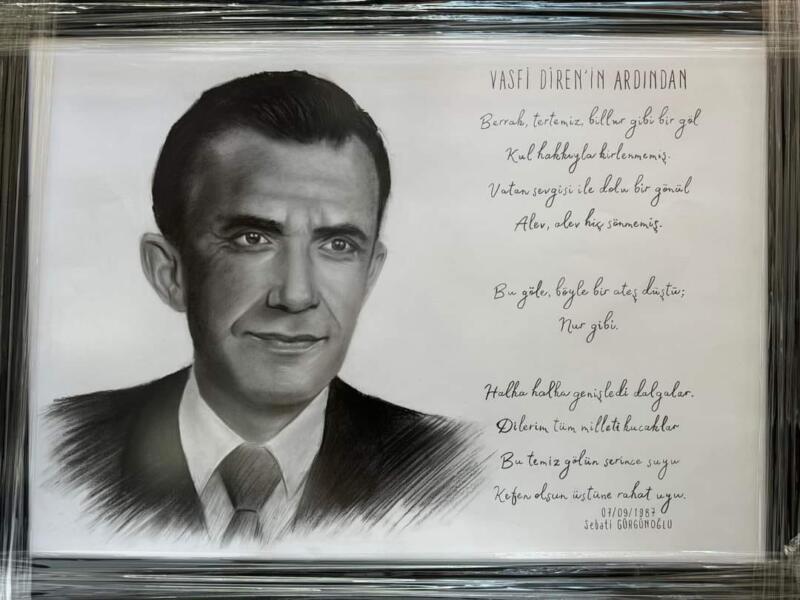 VASFİ DİREN'İN ARDINDAN
Berrak, tertemiz, billur gibi bir göl
Kul hakkıyla kirlenmemiş.
Vatan sevgisi ile dolu bir gönül
Alev, alev hiç sönmemiş.
Bu göle, böyle bir ateş düştü;
Nur gibi.
Halka halka genişledi dalgalar.
Dilerim tüm milleti kucaklar
Bu temiz gölün serince suyu
Kefen olsun üstüne rahat uyu.
07/09/1987
Sebati GÖRGÜNOĞLU